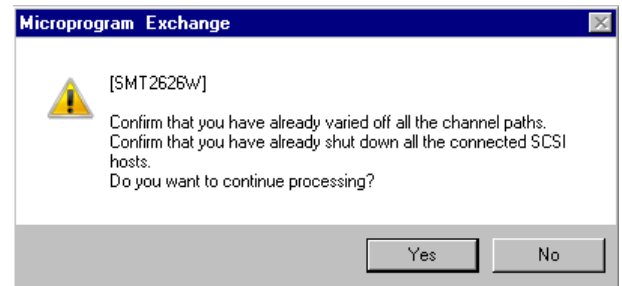 Microprogram Exchange
[SMT2626W]
Confirm that you have already varied off all the channel paths.
Confirm that you have already shut down all the connected SCSI
hosts.
Do you want to continue processing?
Yes No